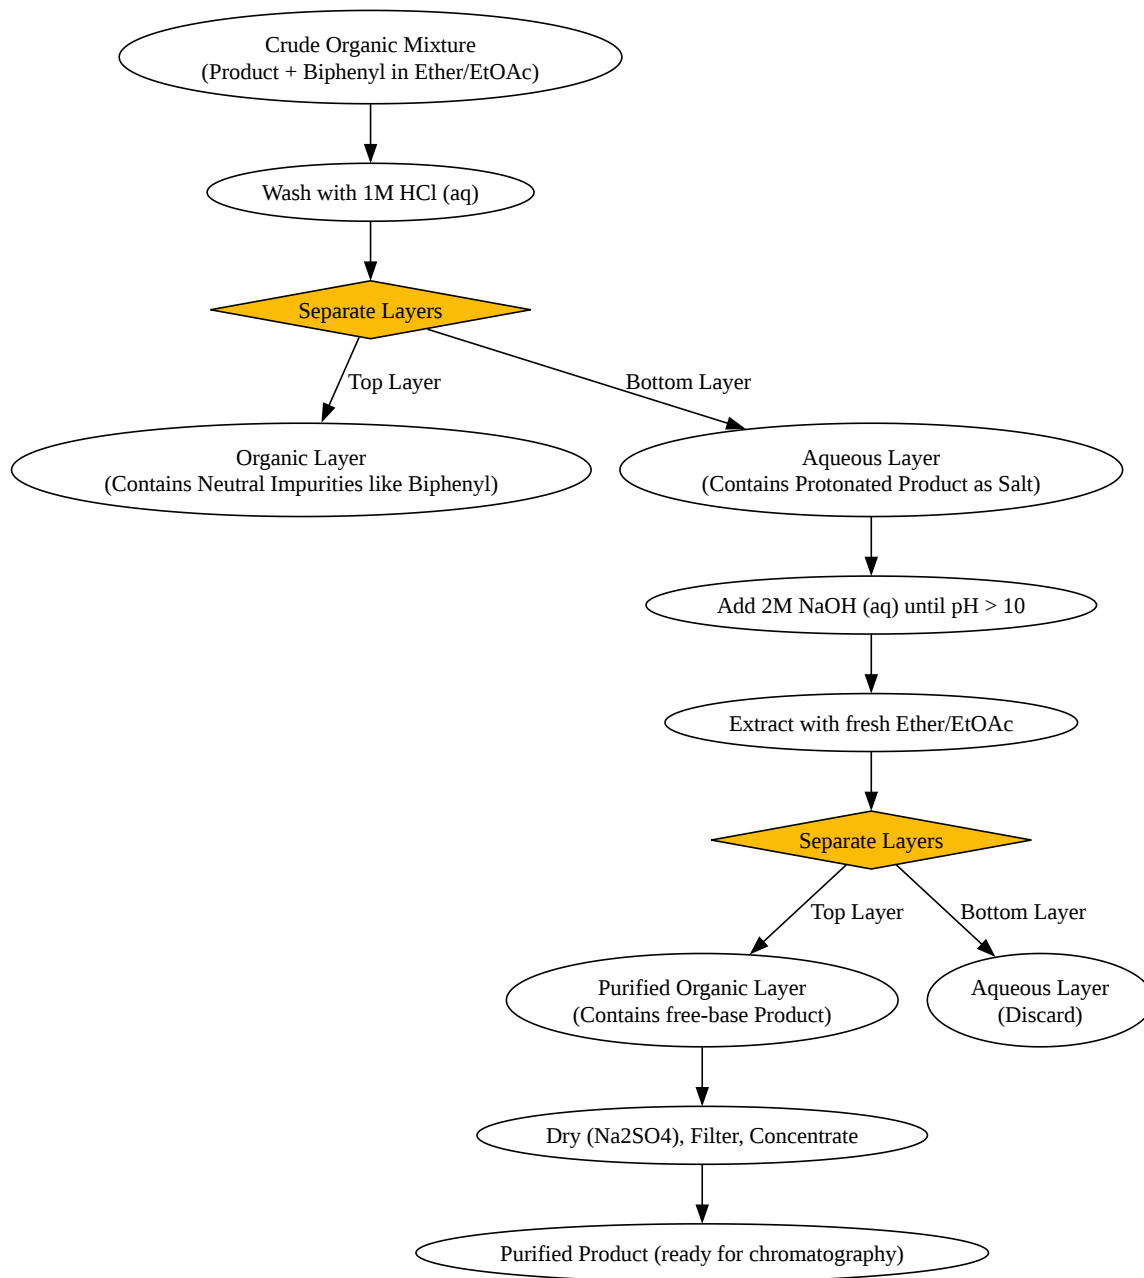 Crude Organic Mixture
(Product + Biphenyl in Ether/EtOAc)
Wash with 1M HCl (aq)
Separate Layers
Top Layer
Bottom Layer
Organic Layer
(Contains Neutral Impurities like Biphenyl)
Aqueous Layer
(Contains Protonated Product as Salt)
Add 2M NaOH (aq) until pH > 10
Extract with fresh Ether/EtOAc
Separate Layers
Top Layer
Bottom Layer
Purified Organic Layer
(Contains free-base Product)
Aqueous Layer
(Discard)
Dry (Na2SO4), Filter, Concentrate
Purified Product (ready for chromatography)